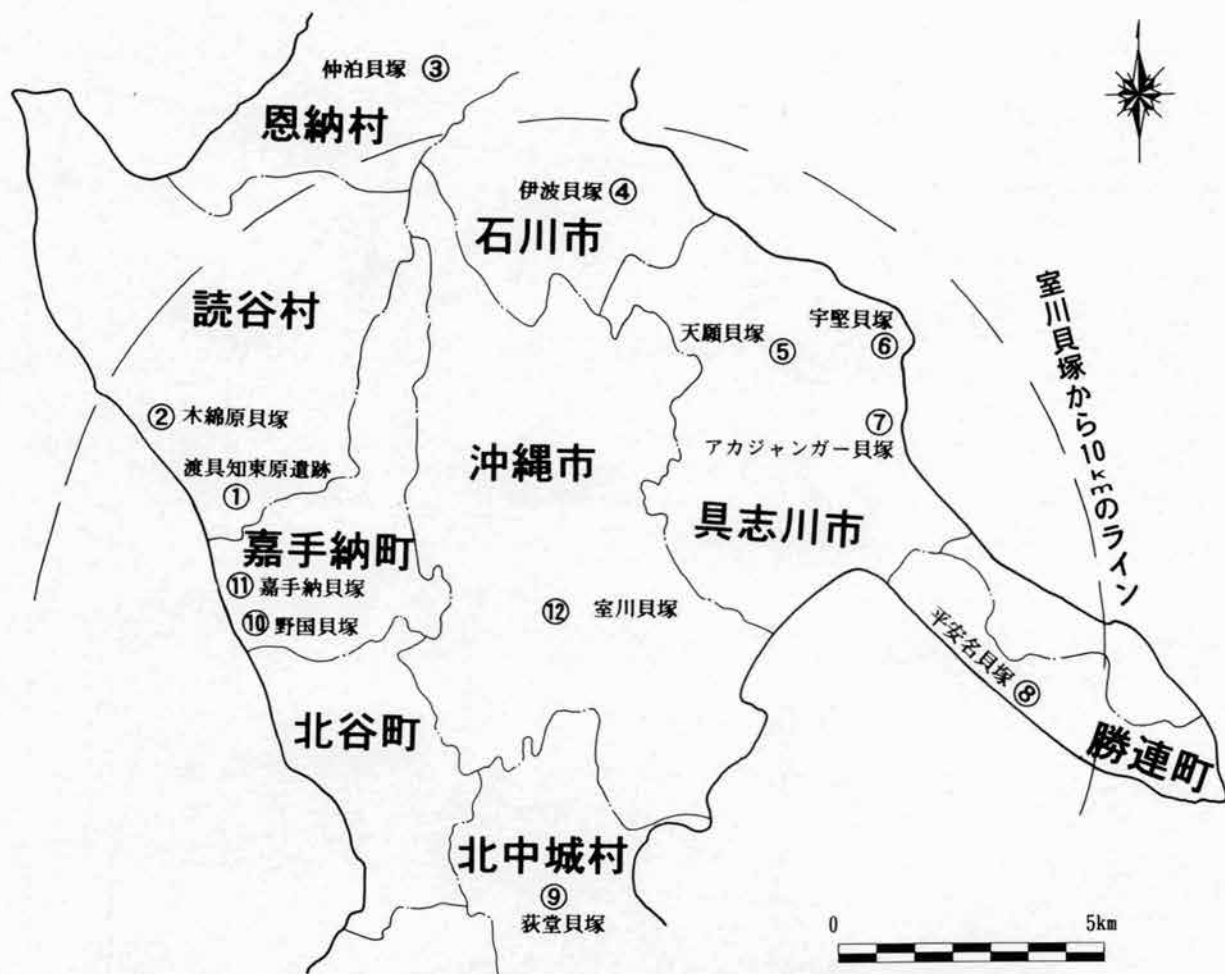 仲泊貝塚 ③
恩納村
伊波貝塚 ④
石川市
読谷村
天願貝塚 ⑤
宇堅貝塚
⑥
② 木綿原貝塚
⑦
アカジャンガー貝塚
渡具知東原遺跡
①
沖縄市
具志川市
室川貝塚から10kmのライン
嘉手納町
⑪ 嘉手納貝塚
⑩ 野国貝塚
⑫ 室川貝塚
平安名貝塚 ⑧
北谷町
勝連町
北中城村
⑨
荻堂貝塚
0 5km